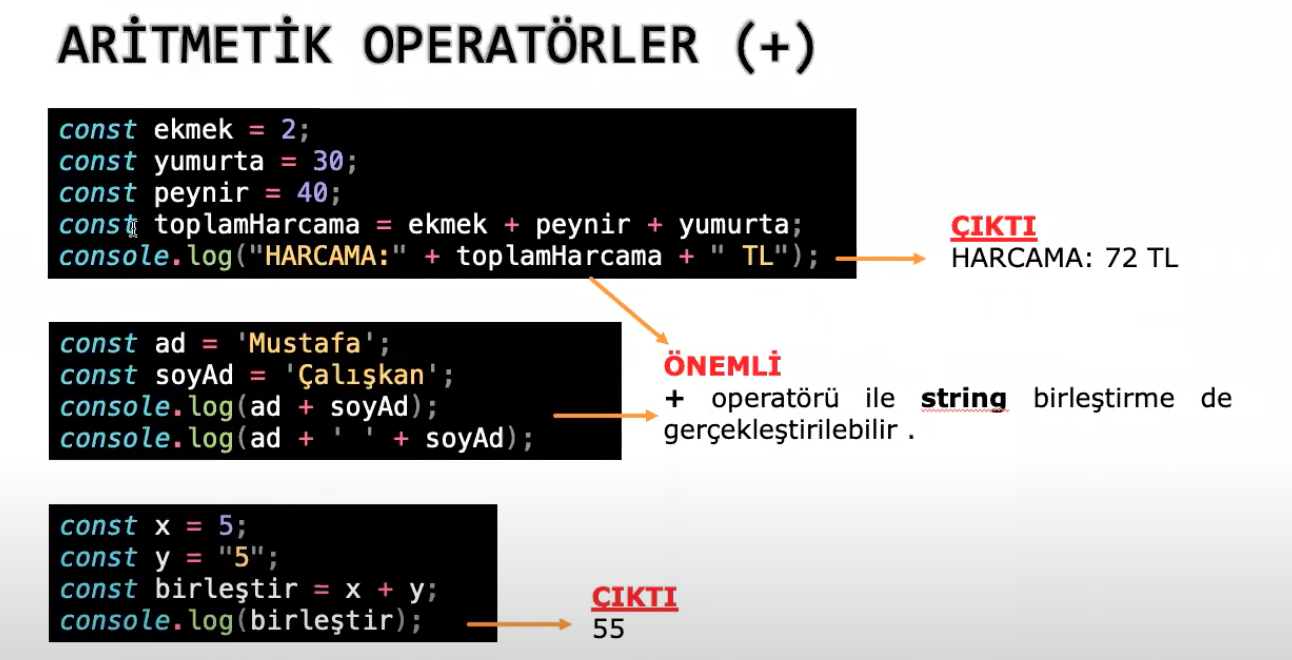 ARİTMETİK OPERATÖRLER (+)
const ekmek = 2;
const yumurta = 30;
const peynir = 40;
const toplamHarcama = ekmek + peynir + yumurta;
console.log("HARCAMA:" + toplamHarcama + " TL");
ÇIKTI
HARCAMA: 72 TL
const ad = 'Mustafa';
const soyAd = 'Çalışkan';
console.log(ad + soyAd);
console.log(ad + ' ' + soyAd);
ÖNEMLİ
+ operatörü ile string birleştirme de
gerçekleştirilebilir .
const x = 5;
const y = "5";
const birleştir = x + y;
console.log(birleştir);
ÇIKTI
55